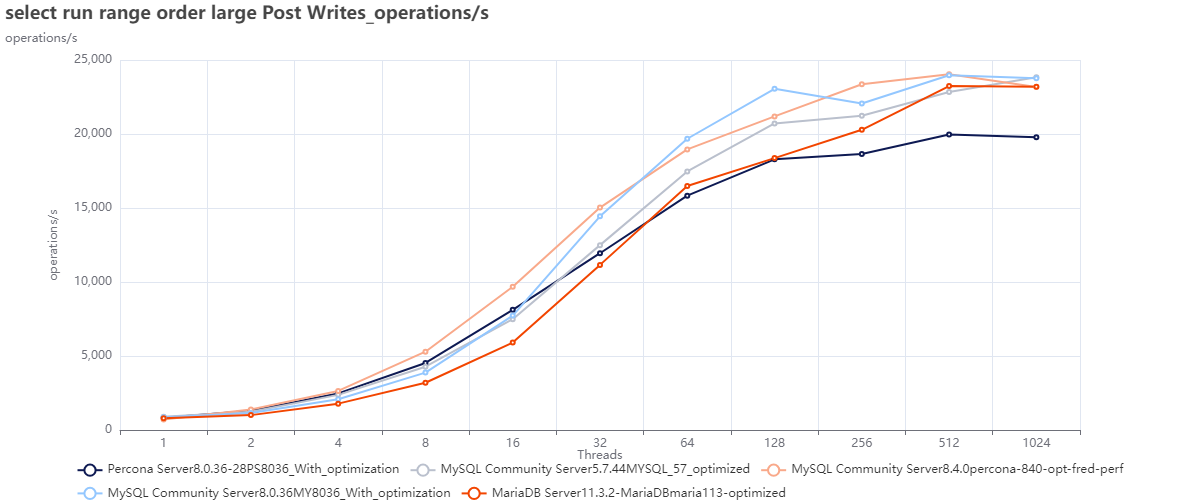 select run range order large Post Writes_operations/s
operations/s
25,000
20,000
15,000
10,000
5,000
0
operations/s
1 2 4 8 16 32 64 128 256 512 1024
Threads
Percona Server8.0.36-28PS8036_With_optimization MySQL Community Server5.7.44MYSQL_57_optimized MySQL Community Server8.4.0percona-840-opt-fred-perf
MySQL Community Server8.0.36MY8036_With_optimization MariaDB Server11.3.2-MariaDBmaria113-optimized